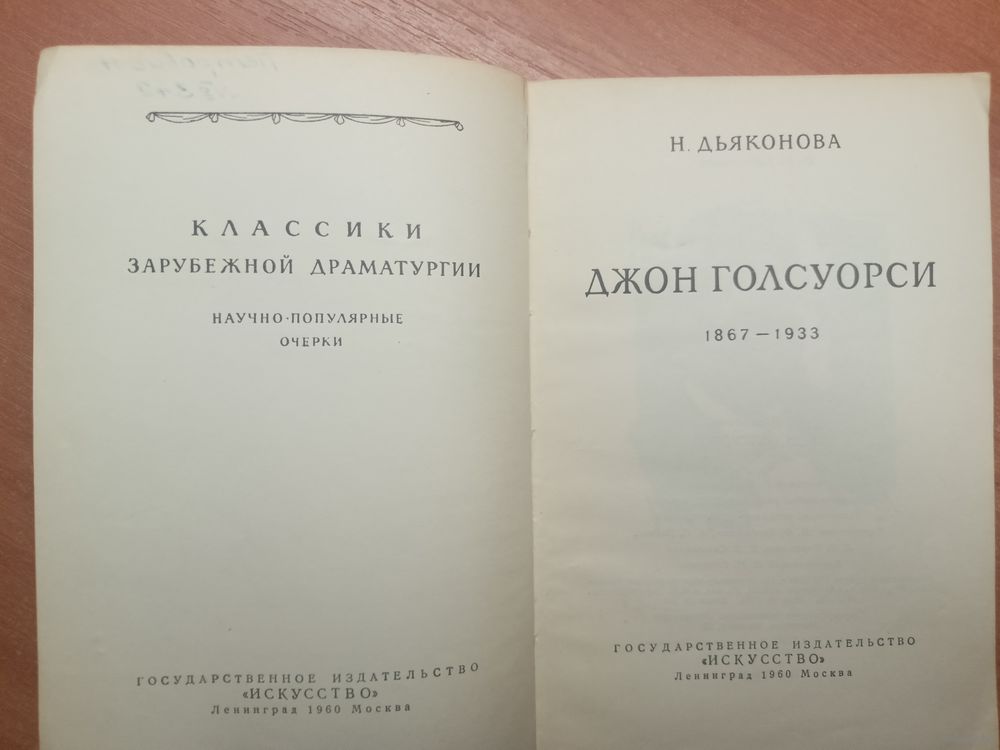 КЛАССИКИ
ЗАРУБЕЖНОЙ ДРАМАТУРГИИ
НАУЧНО-ПОПУЛЯРНЫЕ
ОЧЕРКИ
ГОСУДАРСТВЕННОЕ ИЗДАТЕЛЬСТВО
«ИСКУССТВО»
Ленинград 1960 Москва
Н. ДЬЯКОНОВА
ДЖОН ГОЛСУОРСИ
1867 — 1933
ГОСУДАРСТВЕННОЕ ИЗДАТЕЛЬСТВО
«ИСКУССТВО»
Ленинград 1960 Москва